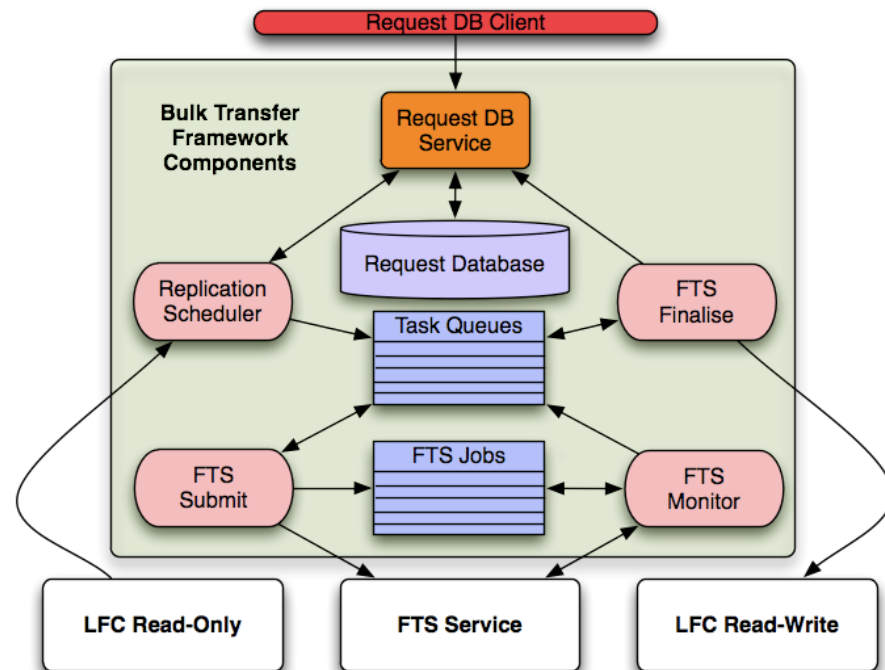 Request DB Client
Bulk Transfer
Framework
Components
Request DB
Service
Request Database
Replication
Scheduler
FTS
Finalise
Task Queues
FTS Jobs
FTS
Submit
FTS
Monitor
LFC Read-Only
FTS Service
LFC Read-Write